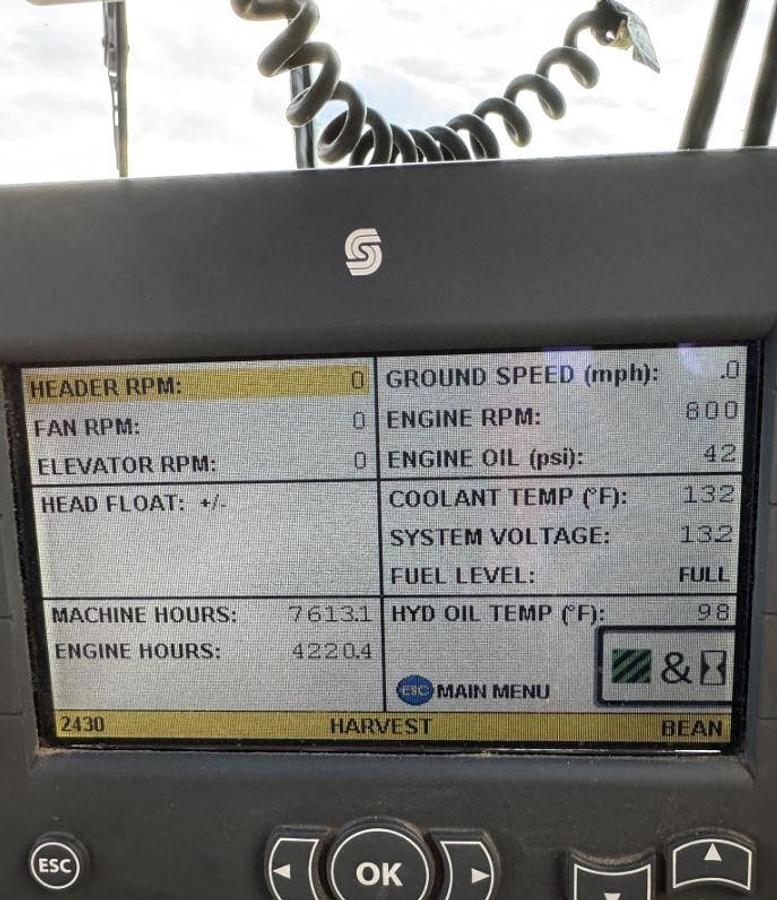 HEADER RPM: 0
FAN RPM: 0
ELEVATOR RPM: 0
HEAD FLOAT: +/-
MACHINE HOURS: 7613.1
ENGINE HOURS: 4220.4
GROUND SPEED (mph): .0
ENGINE RPM: 800
ENGINE OIL (psi): 42
COOLANT TEMP (°F): 132
SYSTEM VOLTAGE: 13.2
FUEL LEVEL: FULL
HYD OIL TEMP (°F): 98
&
ESC MAIN MENU
2430 HARVEST BEAN
ESC
OK